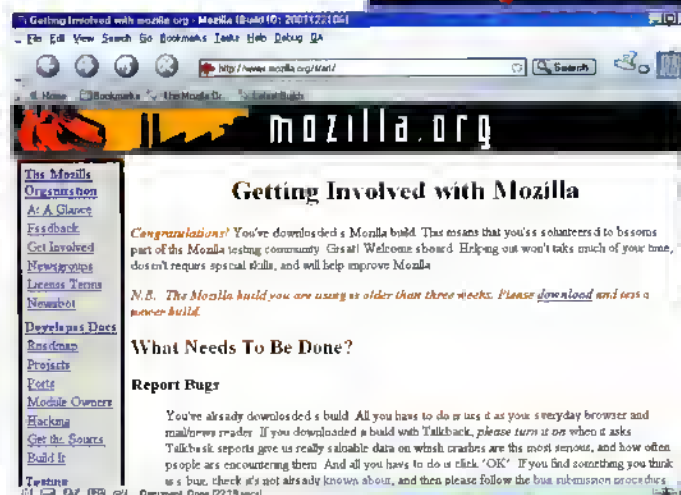 Getting Involved with mozilla.org - Mozilla {Build ID: 2001122106}
File Edit View Search Go Bookmarks Tasks Help Debug QA
http://www.mozilla.org/start/
Search
Home Bookmarks The Mozilla Or... Latest Builds
mozilla.org
The Mozilla
Organization
At A Glance
Feedback
Get Involved
Newsgroups
License Terms
Newsbot
Developer Docs
Roadmap
Projects
Ports
Module Owners
Hacking
Get the Source
Build It
Testing
Getting Involved with Mozilla
Congratulations! You've downloaded a Mozilla build. This means that you've volunteered to become
part of the Mozilla testing community. Great! Welcome aboard. Helping out won't take much of your time,
doesn't require special skills, and will help improve Mozilla
N.B. The Mozilla build you are using is older than three weeks. Please download and test a
newer build.
What Needs To Be Done?
Report Bugs
You've already downloaded a build. All you have to do is use it as your everyday browser and
mail/news reader. If you downloaded a build with Talkback, please turn it on when it asks
Talkback reports give us really valuable data on which crashes are the most serious, and how often
people are encountering them. And all you have to do is click 'OK'. If you find something you think
is a bug, check it's not already known about, and then please follow the bug submission procedure
Document: Done